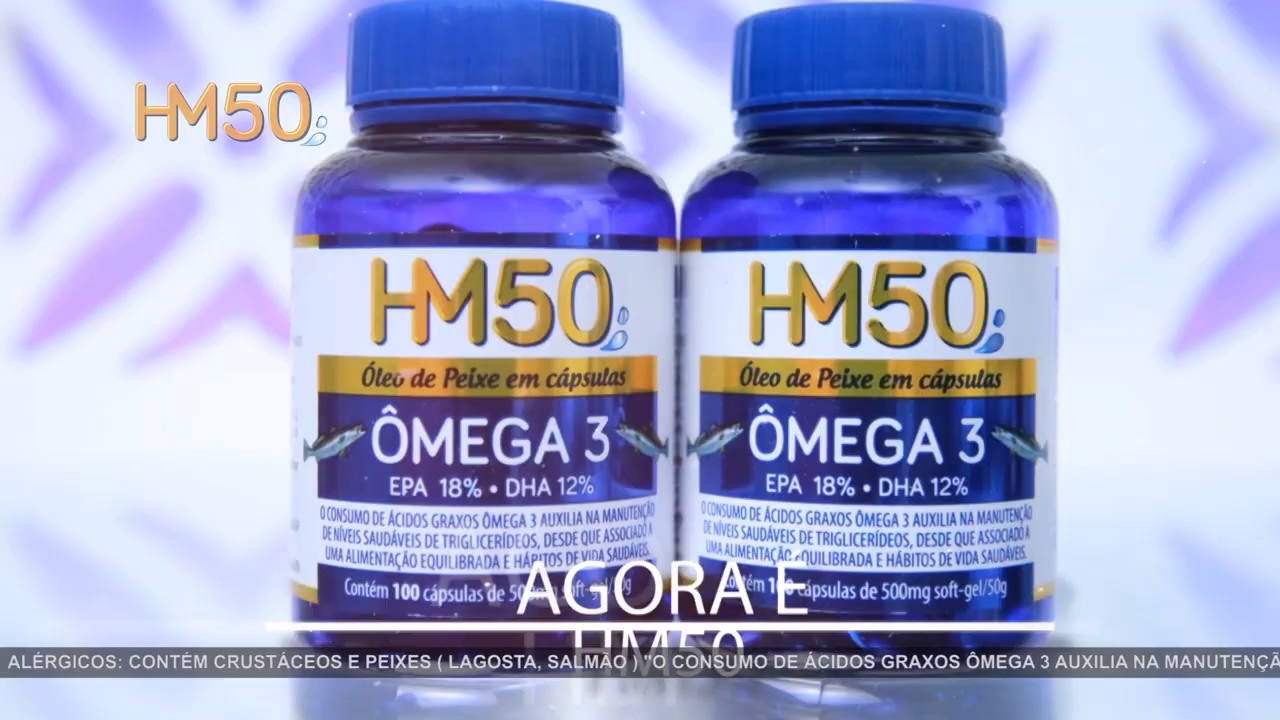 HM50
HM50
Óleo de Peixe em cápsulas
ÔMEGA 3
EPA 18% • DHA 12%
O CONSUMO DE ÁCIDOS GRAXOS ÔMEGA 3 AUXILIA NA MANUTENÇÃO
DE NÍVEIS SAUDÁVEIS DE TRIGLICERÍDEOS, DESDE QUE ASSOCIADO A
UMA ALIMENTAÇÃO EQUILIBRADA E HÁBITOS DE VIDA SAUDÁVEIS.
Contém 100 cápsulas de
HM50
Óleo de Peixe em cápsulas
ÔMEGA 3
EPA 18% • DHA 12%
O CONSUMO DE ÁCIDOS GRAXOS ÔMEGA 3 AUXILIA NA MANUTENÇÃO
DE NÍVEIS SAUDÁVEIS DE TRIGLICERÍDEOS, DESDE QUE ASSOCIADO A
UMA ALIMENTAÇÃO EQUILIBRADA E HÁBITOS DE VIDA SAUDÁVEIS.
cápsulas de 500mg soft-gel/50g
AGORA É
HM50
ALÉRGICOS: CONTÉM CRUSTÁCEOS E PEIXES ( LAGOSTA, SALMÃO ) "O CONSUMO DE ÁCIDOS GRAXOS ÔMEGA 3 AUXILIA NA MANUTENÇÃ